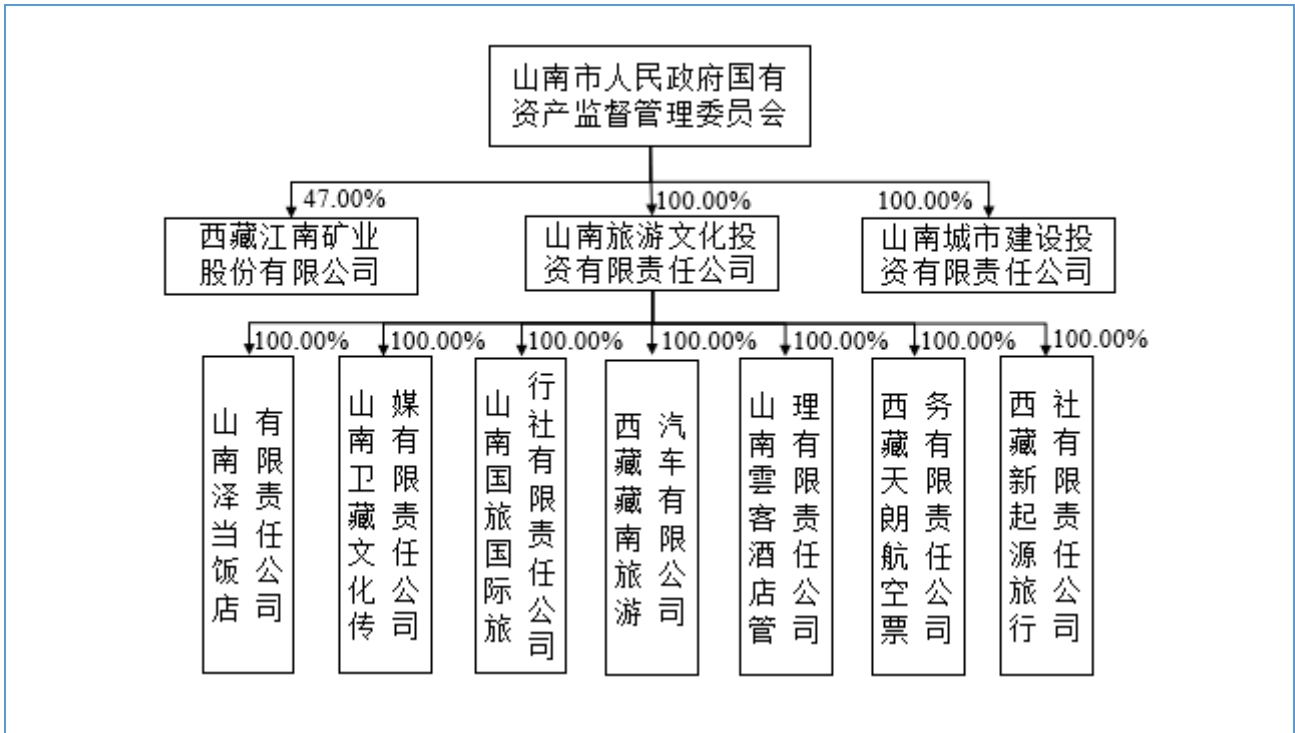 山南市人民政府国有
资产监督管理委员会
47.00%
100.00%
100.00%
西藏江南矿业
股份有限公司
山南旅游文化投
资有限责任公司
山南城市建设投
资有限责任公司
100.00%
100.00%
100.00%
100.00%
100.00%
100.00%
100.00%
山南泽当饭店
有限责任公司
山南卫藏文化传
媒有限责任公司
山南国旅国际旅
行社有限责任公司
西藏藏南旅游
汽车有限公司
山南雲客酒店管
理有限责任公司
西藏天朗航空票
务有限责任公司
西藏新起源旅行
社有限责任公司